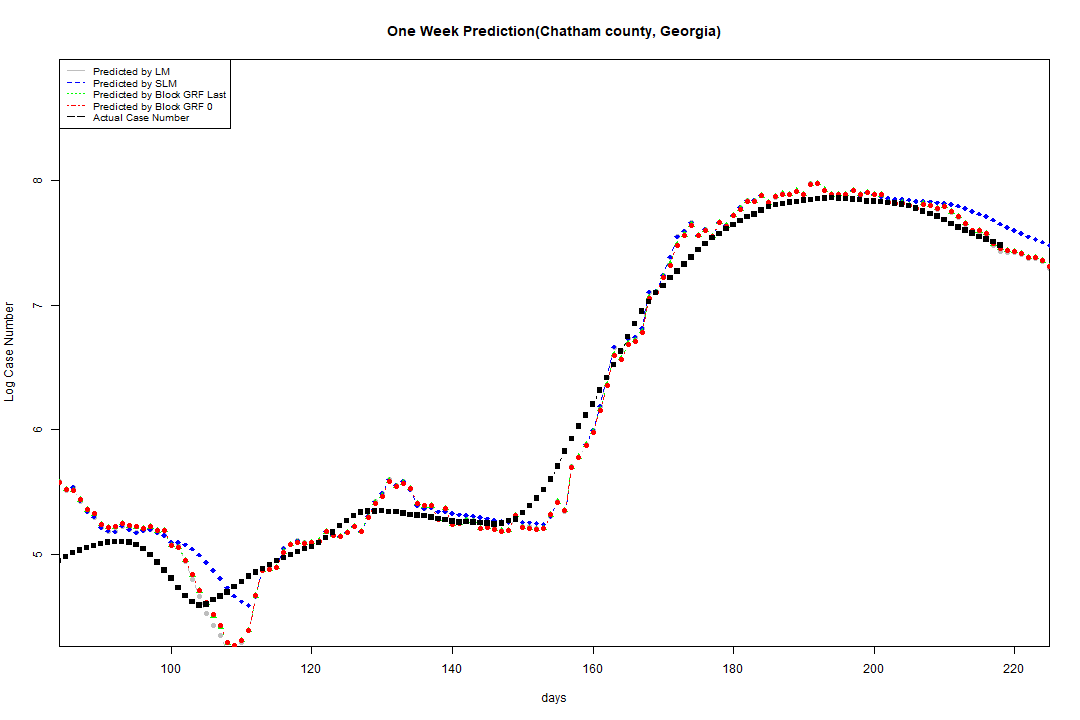 One Week Prediction(Chatham county, Georgia)
Predicted by LM
Predicted by SLM
Predicted by Block GRF Last
Predicted by Block GRF 0
Actual Case Number
8
7
6
5
Log Case Number
100 120 140 160 180 200 220
days